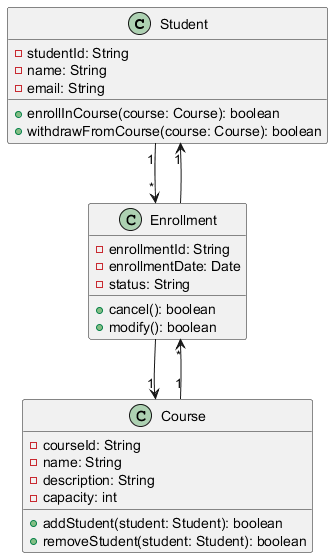 C Student
studentId: String
name: String
email: String
enrollInCourse(course: Course): boolean
withdrawFromCourse(course: Course): boolean
1 1
*
C Enrollment
enrollmentId: String
enrollmentDate: Date
status: String
cancel(): boolean
modify(): boolean
*
1 1
C Course
courseId: String
name: String
description: String
capacity: int
addStudent(student: Student): boolean
removeStudent(student: Student): boolean